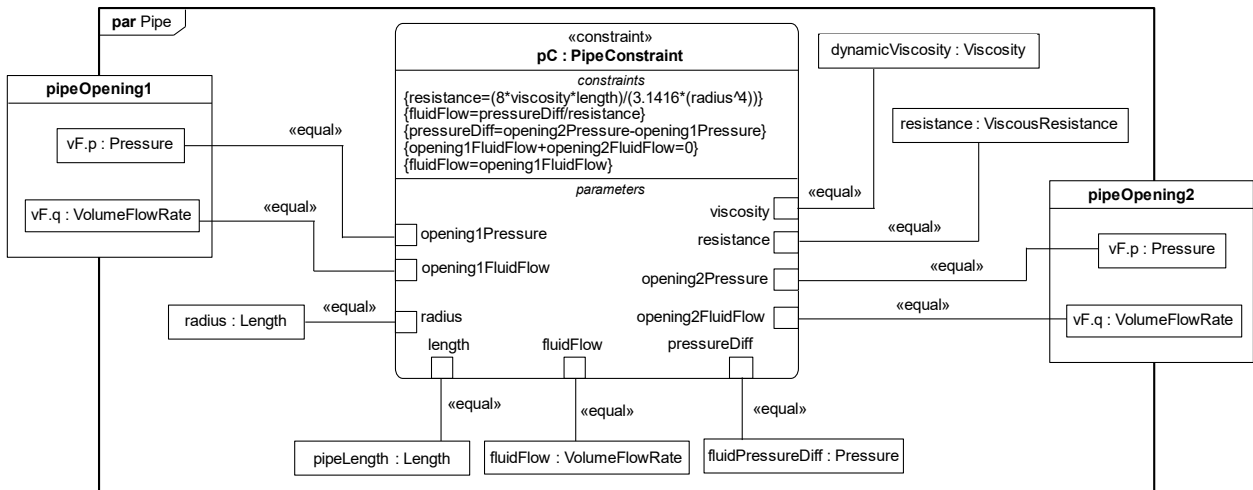 par Pipe
«constraint»
pC : PipeConstraint
constraints
{resistance=(8*viscosity*length)/(3.1416*(radius^4))}
{fluidFlow=pressureDiff/resistance}
{pressureDiff=opening2Pressure-opening1Pressure}
{opening1FluidFlow+opening2FluidFlow=0}
{fluidFlow=opening1FluidFlow}
parameters
dynamicViscosity : Viscosity
resistance : ViscousResistance
pipeOpening1
vF.p : Pressure
vF.q : VolumeFlowRate
«equal»
«equal»
«equal»
radius : Length
opening1Pressure
opening1FluidFlow
radius
length
fluidFlow
pressureDiff
viscosity
resistance
opening2Pressure
opening2FluidFlow
«equal»
«equal»
«equal»
«equal»
pipeOpening2
vF.p : Pressure
vF.q : VolumeFlowRate
«equal»
«equal»
«equal»
pipeLength : Length
fluidFlow : VolumeFlowRate
fluidPressureDiff : Pressure